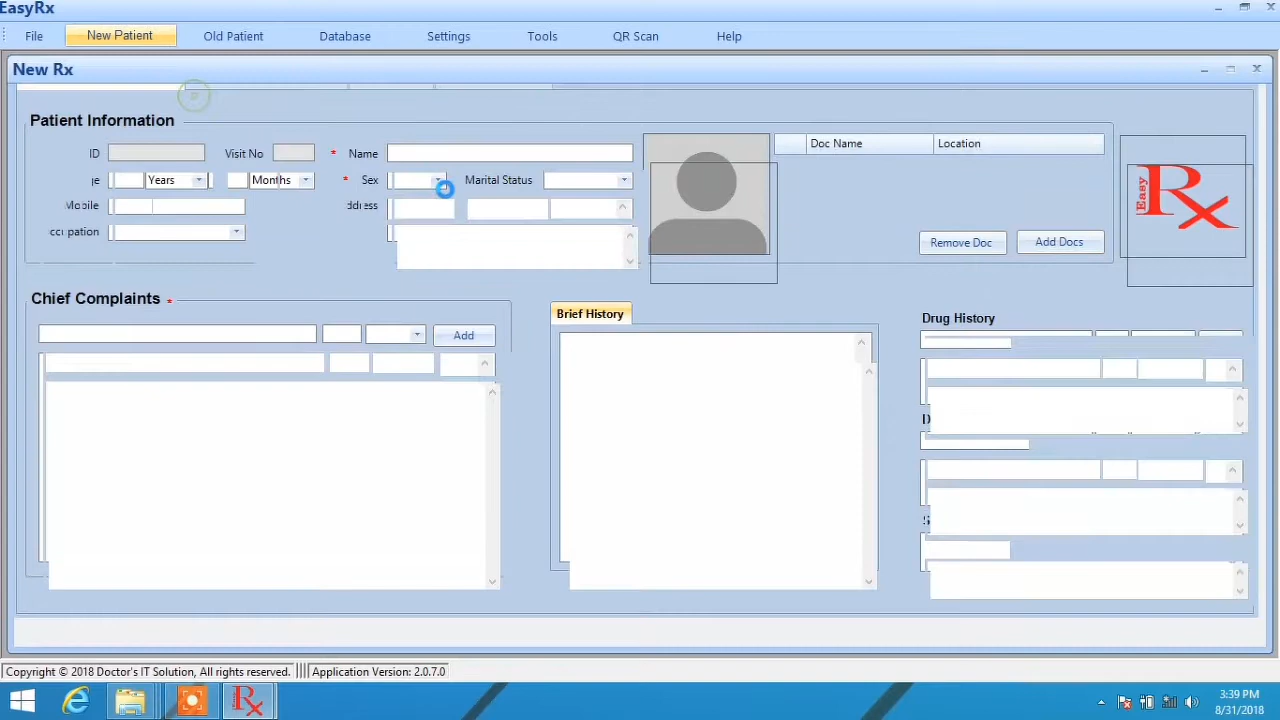 EasyRx
File New Patient Old Patient Database Settings Tools QR Scan Help
New Rx
Patient Information
ID Visit No * Name Doc Name Location
Years Months * Sex Marital Status
Mobile
Remove Doc Add Docs
Easy Rx
Chief Complaints *
Add
Brief History
Drug History
Copyright © 2018 Doctor's IT Solution, All rights reserved. Application Version: 2.0.7.0
3:39 PM
8/31/2018